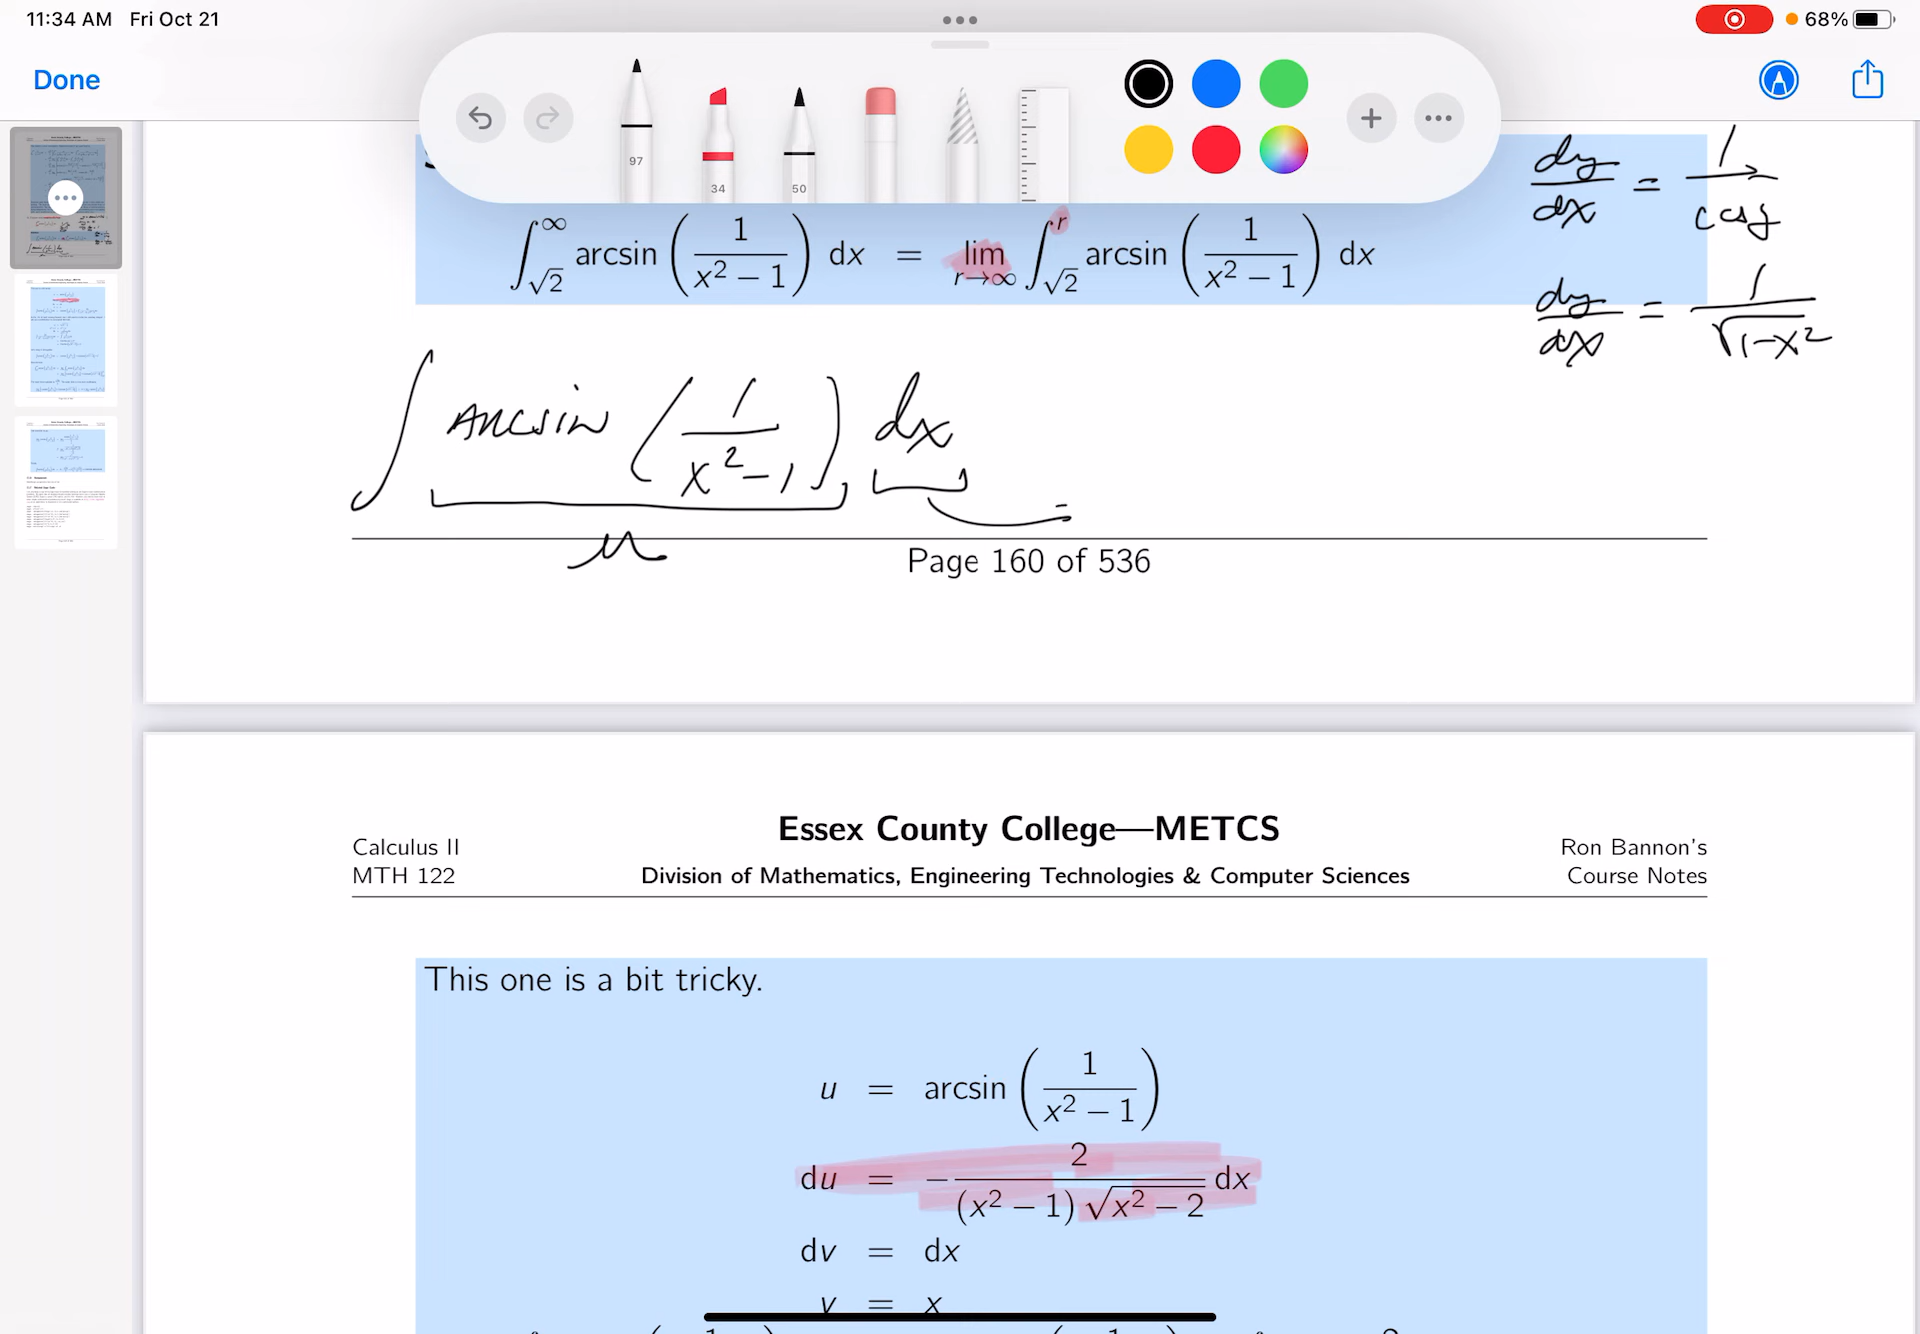 11:34 AM Fri Oct 21
68%
Done
97
34
50
dy/dx = 1/cos y
∫_√2^∞ arcsin (1/(x² − 1)) dx = lim_{r→∞} ∫_√2^r arcsin (1/(x² − 1)) dx
dy/dx = 1/√(1-x²)
∫ ARCSIN (1/(x²-1)) dx
u
=
Page 160 of 536
Calculus II
MTH 122
Essex County College—METCS
Division of Mathematics, Engineering Technologies & Computer Sciences
Ron Bannon's
Course Notes
This one is a bit tricky.
u = arcsin (1/(x² − 1))
du = − 2/((x² − 1) √(x² − 2)) dx
dv = dx
v = x